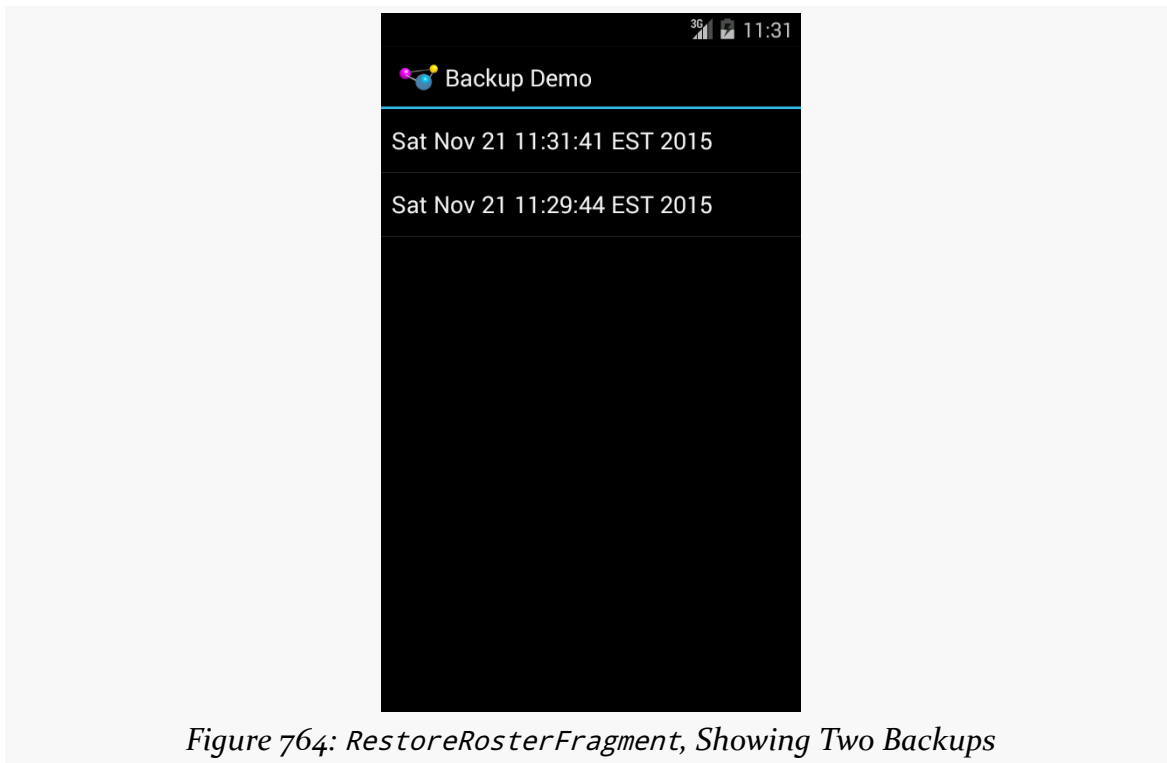 3G 11:31
Backup Demo
Sat Nov 21 11:31:41 EST 2015
Sat Nov 21 11:29:44 EST 2015
Figure 764: RestoreRosterFragment, Showing Two Backups